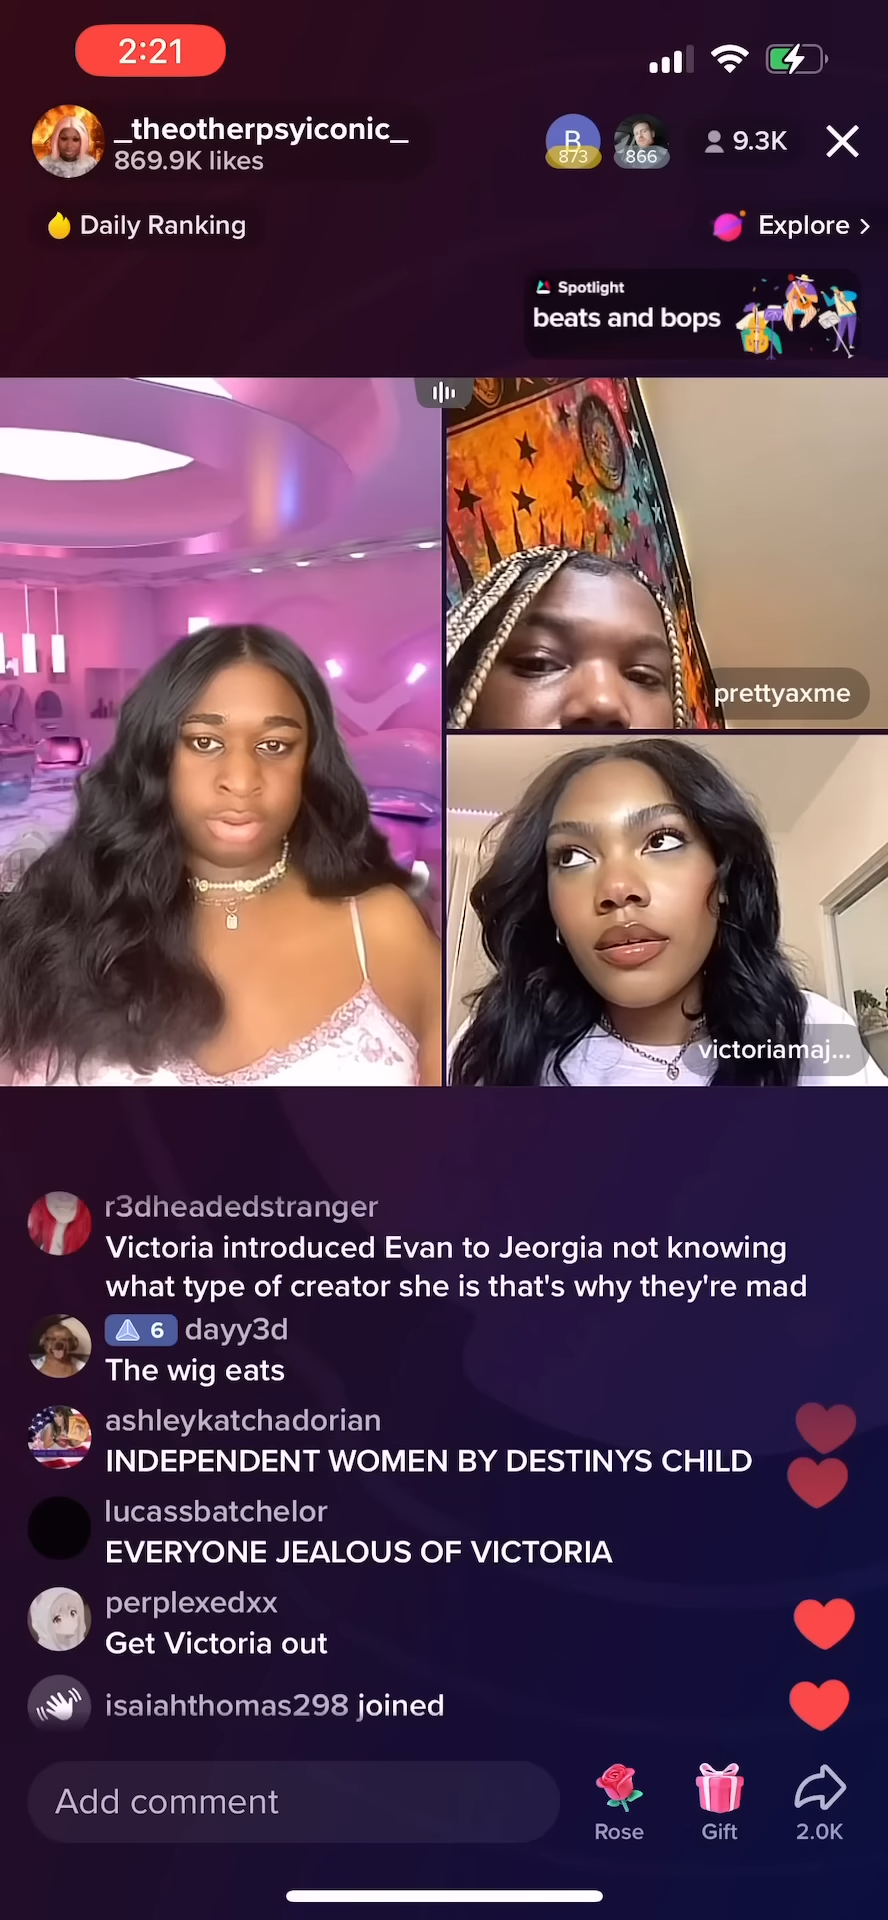 2:21
_theotherpsyiconic_
869.9K likes
B
873
866
9.3K
Daily Ranking
Explore >
Spotlight
beats and bops
prettyaxme
victoriamaj...
r3dheadedstranger
Victoria introduced Evan to Jeorgia not knowing
what type of creator she is that's why they're mad
6 dayy3d
The wig eats
ashleykatchadorian
INDEPENDENT WOMEN BY DESTINYS CHILD
lucassbatchelor
EVERYONE JEALOUS OF VICTORIA
perplexedxx
Get Victoria out
isaiahthomas298 joined
Add comment
Rose
Gift
2.0K